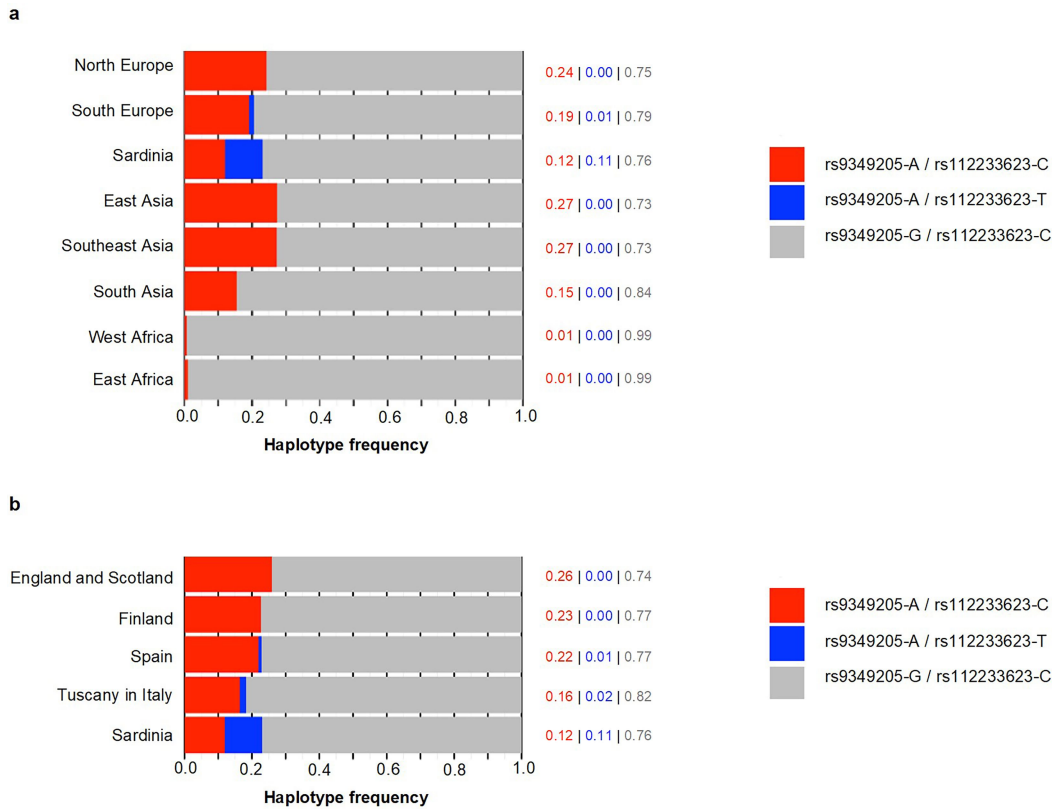 a
North Europe 0.24 | 0.00 | 0.75
South Europe 0.19 | 0.01 | 0.79
Sardinia 0.12 | 0.11 | 0.76
East Asia 0.27 | 0.00 | 0.73
Southeast Asia 0.27 | 0.00 | 0.73
South Asia 0.15 | 0.00 | 0.84
West Africa 0.01 | 0.00 | 0.99
East Africa 0.01 | 0.00 | 0.99
0.0 0.2 0.4 0.6 0.8 1.0
Haplotype frequency
rs9349205-A / rs112233623-C
rs9349205-A / rs112233623-T
rs9349205-G / rs112233623-C
b
England and Scotland 0.26 | 0.00 | 0.74
Finland 0.23 | 0.00 | 0.77
Spain 0.22 | 0.01 | 0.77
Tuscany in Italy 0.16 | 0.02 | 0.82
Sardinia 0.12 | 0.11 | 0.76
0.0 0.2 0.4 0.6 0.8 1.0
Haplotype frequency
rs9349205-A / rs112233623-C
rs9349205-A / rs112233623-T
rs9349205-G / rs112233623-C